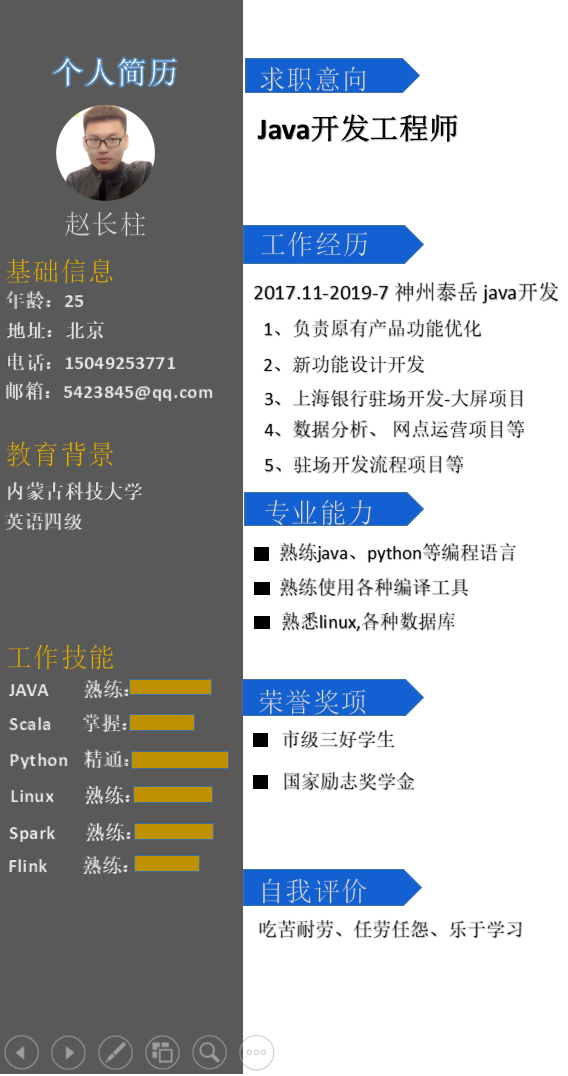 个人简历
赵长柱
基础信息
年龄：25
地址：北京
电话：15049253771
邮箱：5423845@qq.com
教育背景
内蒙古科技大学
英语四级
工作技能
JAVA 熟练：
Scala 掌握：
Python 精通：
Linux 熟练：
Spark 熟练：
Flink 熟练：
求职意向
Java开发工程师
工作经历
2017.11-2019-7 神州泰岳 java开发
1、负责原有产品功能优化
2、新功能设计开发
3、上海银行驻场开发-大屏项目
4、数据分析、 网点运营项目等
5、驻场开发流程项目等
专业能力
■ 熟练java、python等编程语言
■ 熟练使用各种编译工具
■ 熟悉linux,各种数据库
荣誉奖项
■ 市级三好学生
■ 国家励志奖学金
自我评价
吃苦耐劳、任劳任怨、乐于学习